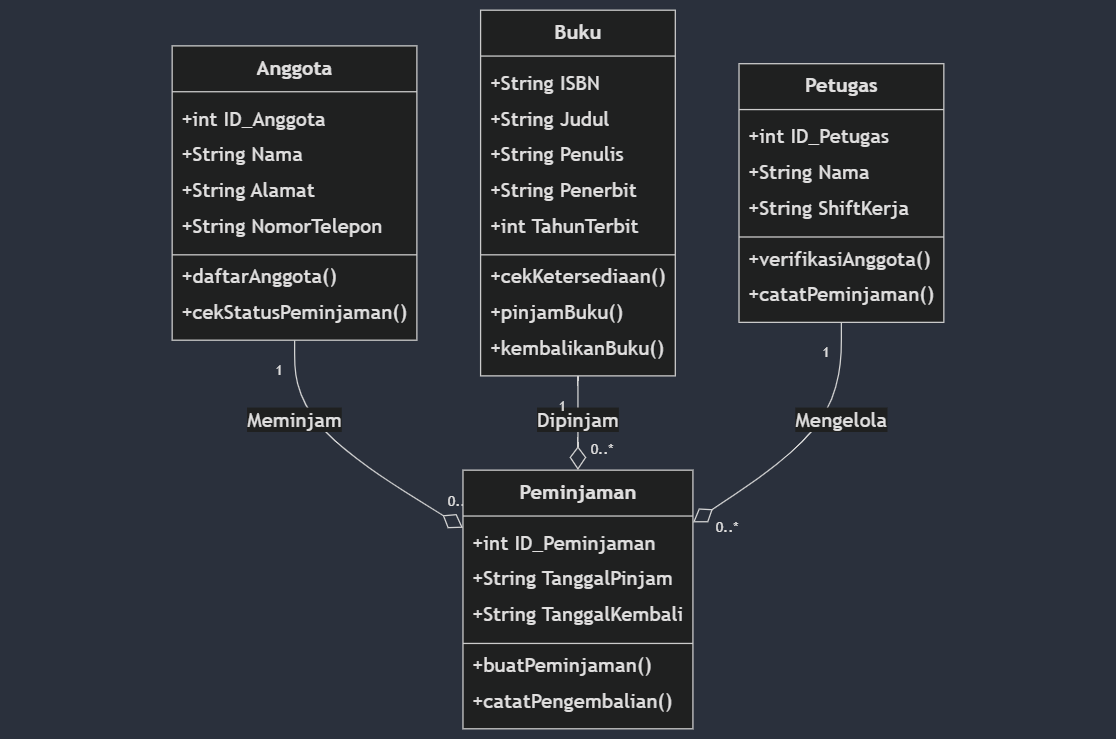 Anggota
+int ID_Anggota
+String Nama
+String Alamat
+String NomorTelepon
+daftarAnggota()
+cekStatusPeminjaman()
Buku
+String ISBN
+String Judul
+String Penulis
+String Penerbit
+int TahunTerbit
+cekKetersediaan()
+pinjamBuku()
+kembalikanBuku()
Petugas
+int ID_Petugas
+String Nama
+String ShiftKerja
+verifikasiAnggota()
+catatPeminjaman()
1
Meminjam
0..
1
Dipinjam
0..*
1
Mengelola
0..*
Peminjaman
+int ID_Peminjaman
+String TanggalPinjam
+String TanggalKembali
+buatPeminjaman()
+catatPengembalian()